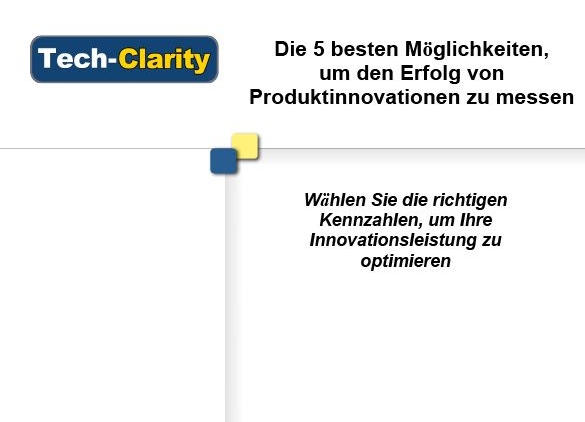 Tech-Clarity
Die 5 besten Möglichkeiten,
um den Erfolg von
Produktinnovationen zu messen
Wählen Sie die richtigen
Kennzahlen, um Ihre
Innovationsleistung zu
optimieren